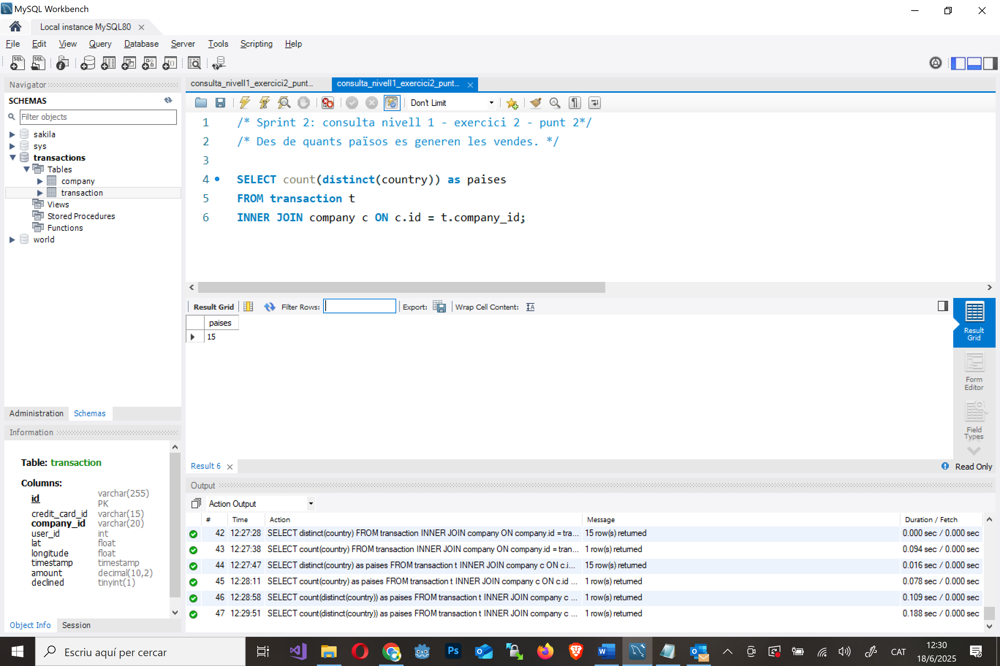 MySQL Workbench
Local instance MySQL80
File Edit View Query Database Server Tools Scripting Help
Navigator
SCHEMAS
Filter objects
sakila
sys
transactions
Tables
company
transaction
Views
Stored Procedures
Functions
world
Administration Schemas
Information
Table: transaction
Columns:
id varchar(255) PK
credit_card_id varchar(15)
company_id varchar(20)
user_id int
lat float
longitude float
timestamp timestamp
amount decimal(10,2)
declined tinyint(1)
Object Info Session
consulta_nivell1_exercici2_punt... consulta_nivell1_exercici2_punt...
Don't Limit
1 /* Sprint 2: consulta nivell 1 - exercici 2 - punt 2*/
2 /* Des de quants països es generen les vendes. */
3
4 SELECT count(distinct(country)) as paises
5 FROM transaction t
6 INNER JOIN company c ON c.id = t.company_id;
Result Grid Filter Rows: Export: Wrap Cell Content:
paises
15
Result Grid
Form Editor
Field Types
Result 6 Read Only
Output
Action Output
# Time Action Message Duration / Fetch
42 12:27:28 SELECT distinct(country) FROM transaction INNER JOIN company ON company.id = tra... 15 row(s) returned 0.000 sec / 0.000 sec
43 12:27:38 SELECT count(country) FROM transaction INNER JOIN company ON company.id = tran... 1 row(s) returned 0.094 sec / 0.000 sec
44 12:27:47 SELECT distinct(country) as paises FROM transaction t INNER JOIN company c ON c.i... 15 row(s) returned 0.016 sec / 0.000 sec
45 12:28:11 SELECT count(country) as paises FROM transaction t INNER JOIN company c ON c.id ... 1 row(s) returned 0.078 sec / 0.000 sec
46 12:28:58 SELECT count(distinct(country)) as paises FROM transaction t INNER JOIN company c ... 1 row(s) returned 0.109 sec / 0.000 sec
47 12:29:51 SELECT count(distinct(country)) as paises FROM transaction t INNER JOIN company c ... 1 row(s) returned 0.188 sec / 0.000 sec
Escriu aquí per cercar
CAT
12:30
18/6/2025